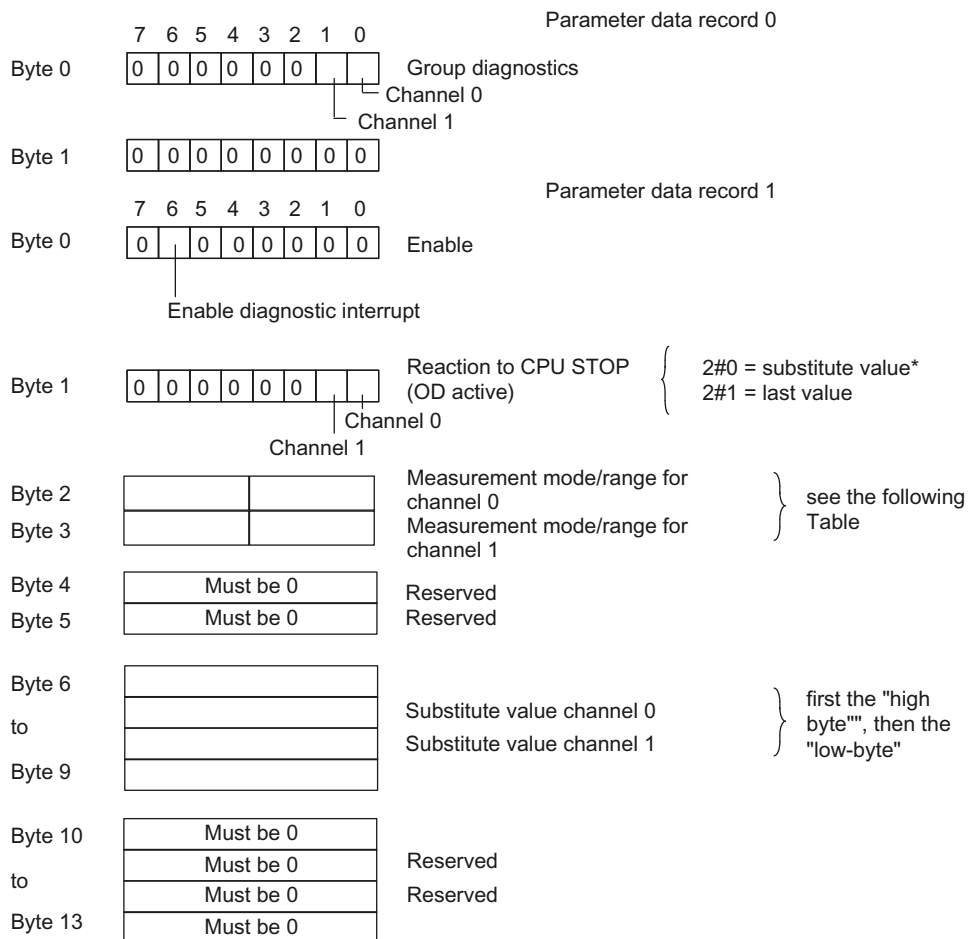 Parameter data record 0
7 6 5 4 3 2 1 0
Byte 0 0 0 0 0 0 0 Group diagnostics
Channel 0
Channel 1
Byte 1 0 0 0 0 0 0 0 0
Parameter data record 1
7 6 5 4 3 2 1 0
Byte 0 0 0 0 0 0 0 0 Enable
Enable diagnostic interrupt
Byte 1 0 0 0 0 0 0 Reaction to CPU STOP 2#0 = substitute value*
(OD active) 2#1 = last value
Channel 0
Channel 1
Byte 2 Measurement mode/range for
channel 0 see the following
Byte 3 Measurement mode/range for Table
channel 1
Byte 4 Must be 0 Reserved
Byte 5 Must be 0 Reserved
Byte 6 first the "high
to Substitute value channel 0 byte"", then the
Substitute value channel 1 "low-byte"
Byte 9
Byte 10 Must be 0
Must be 0 Reserved
to
Must be 0 Reserved
Byte 13 Must be 0